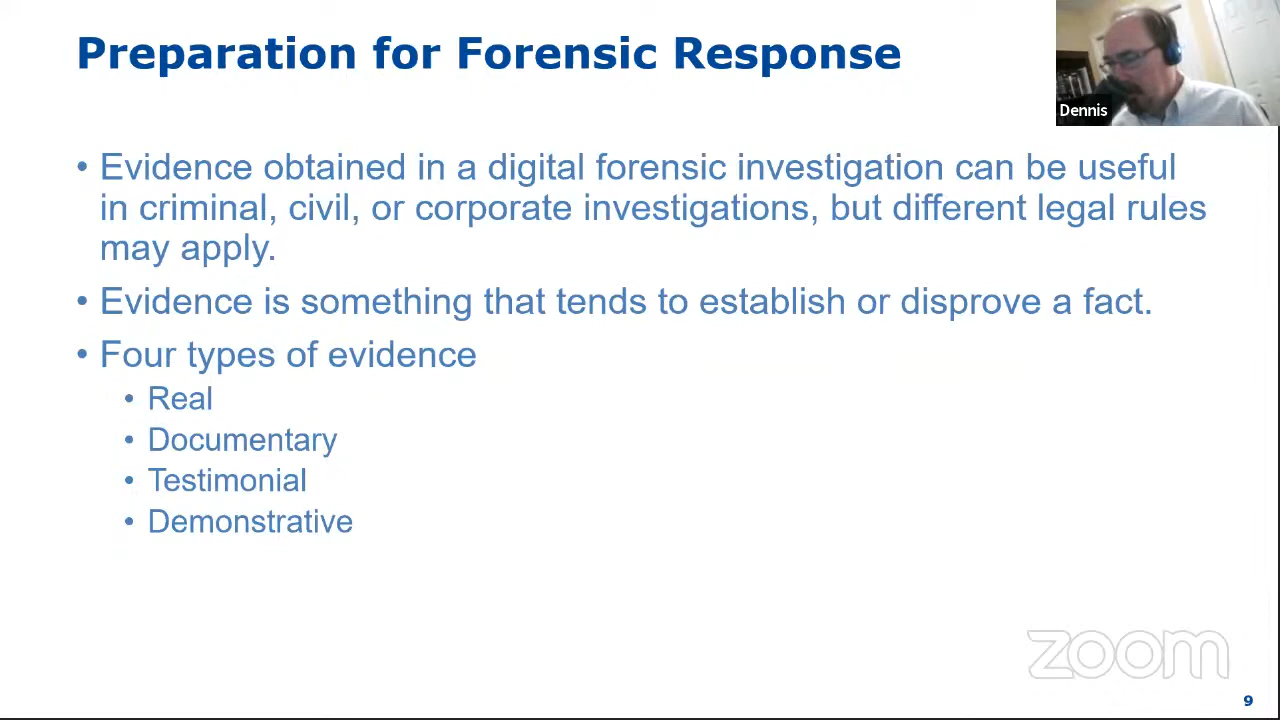 Preparation for Forensic Response
Dennis
• Evidence obtained in a digital forensic investigation can be useful
in criminal, civil, or corporate investigations, but different legal rules
may apply.
• Evidence is something that tends to establish or disprove a fact.
• Four types of evidence
• Real
• Documentary
• Testimonial
• Demonstrative
zoom
9